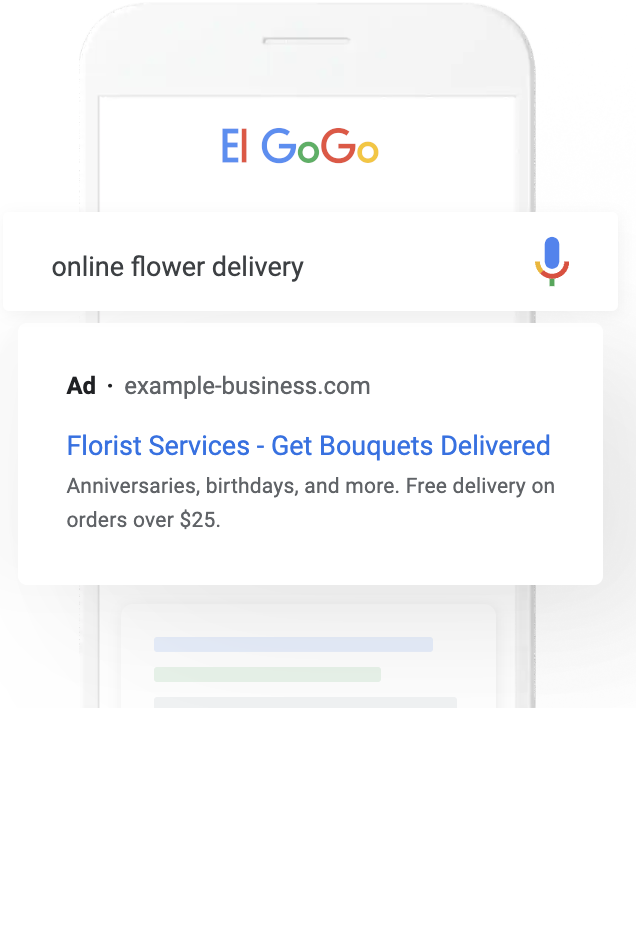 El GoGo
online flower delivery
Ad · example-business.com
Florist Services - Get Bouquets Delivered
Anniversaries, birthdays, and more. Free delivery on
orders over $25.